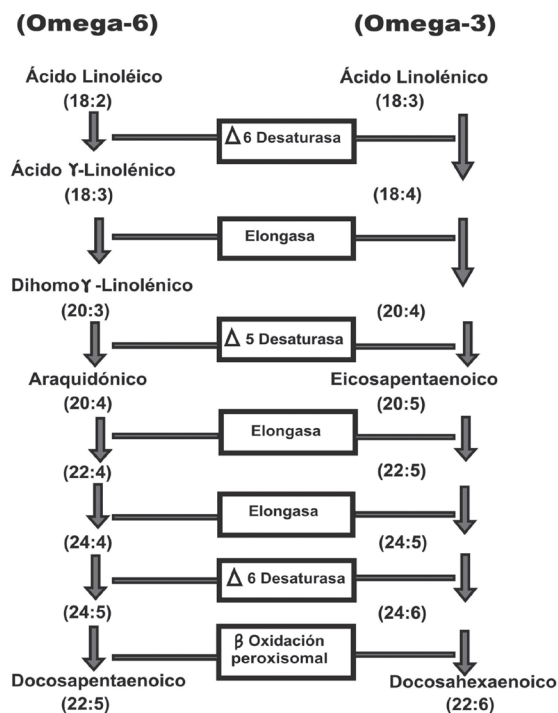 (Omega-6) (Omega-3)
Ácido Linoléico Ácido Linolénico
(18:2) (18:3)
Δ6 Desaturasa
Ácido ϒ-Linolénico
(18:3) (18:4)
Elongasa
Dihomo ϒ -Linolénico
(20:3) (20:4)
Δ 5 Desaturasa
Araquidónico Eicosapentaenoico
(20:4) (20:5)
Elongasa
(22:4) (22:5)
Elongasa
(24:4) (24:5)
Δ 6 Desaturasa
(24:5) (24:6)
β Oxidación
peroxisomal
Docosapentaenoico Docosahexaenoico
(22:5) (22:6)